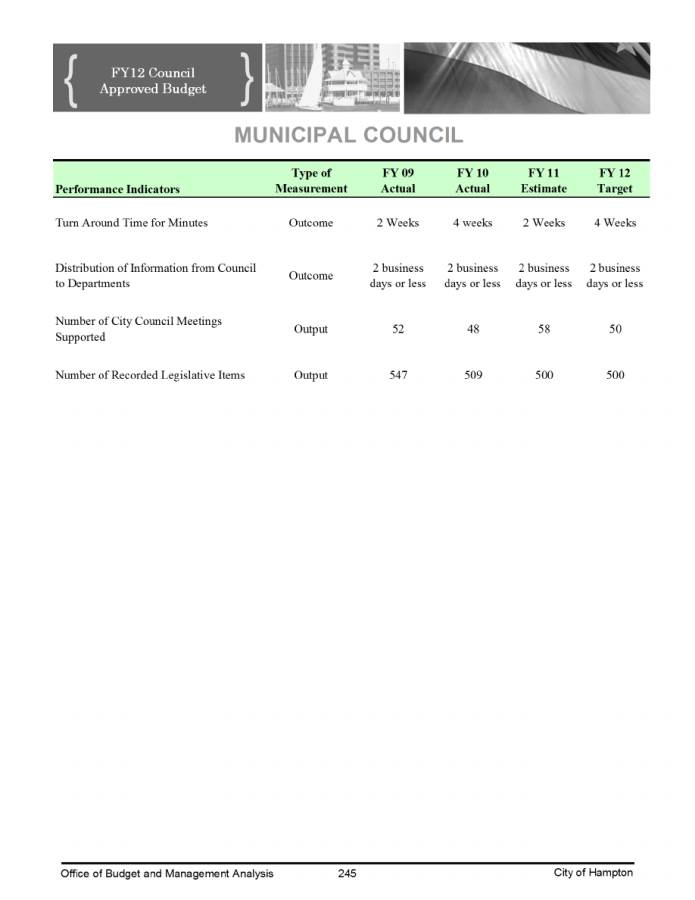 FY12 Council
Approved Budget
MUNICIPAL COUNCIL
Performance Indicators Type of Measurement FY 09 Actual FY 10 Actual FY 11 Estimate FY 12 Target
Turn Around Time for Minutes Outcome 2 Weeks 4 weeks 2 Weeks 4 Weeks
Distribution of Information from Council to Departments Outcome 2 business days or less 2 business days or less 2 business days or less 2 business days or less
Number of City Council Meetings Supported Output 52 48 58 50
Number of Recorded Legislative Items Output 547 509 500 500
Office of Budget and Management Analysis 245 City of Hampton